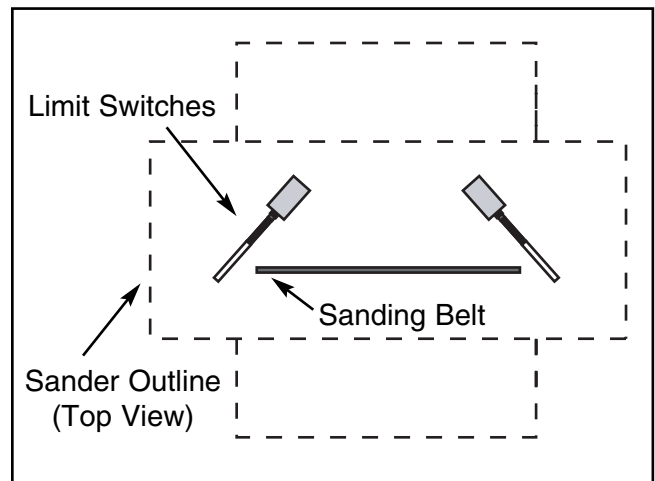 Limit Switches
Sanding Belt
Sander Outline
(Top View)